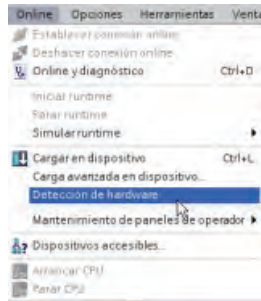 Online Opciones Herramientas Venta
Establecer conexión online
Deshacer conexión online
Online y diagnóstico Ctrl+D
Iniciar runtime
Parar runtime
Simular runtime
Cargar en dispositivo Ctrl+L
Carga avanzada en dispositivo...
Detección de hardware
Mantenimiento de paneles de operador
Dispositivos accesibles...
Arrancar CPU
Parar CPU